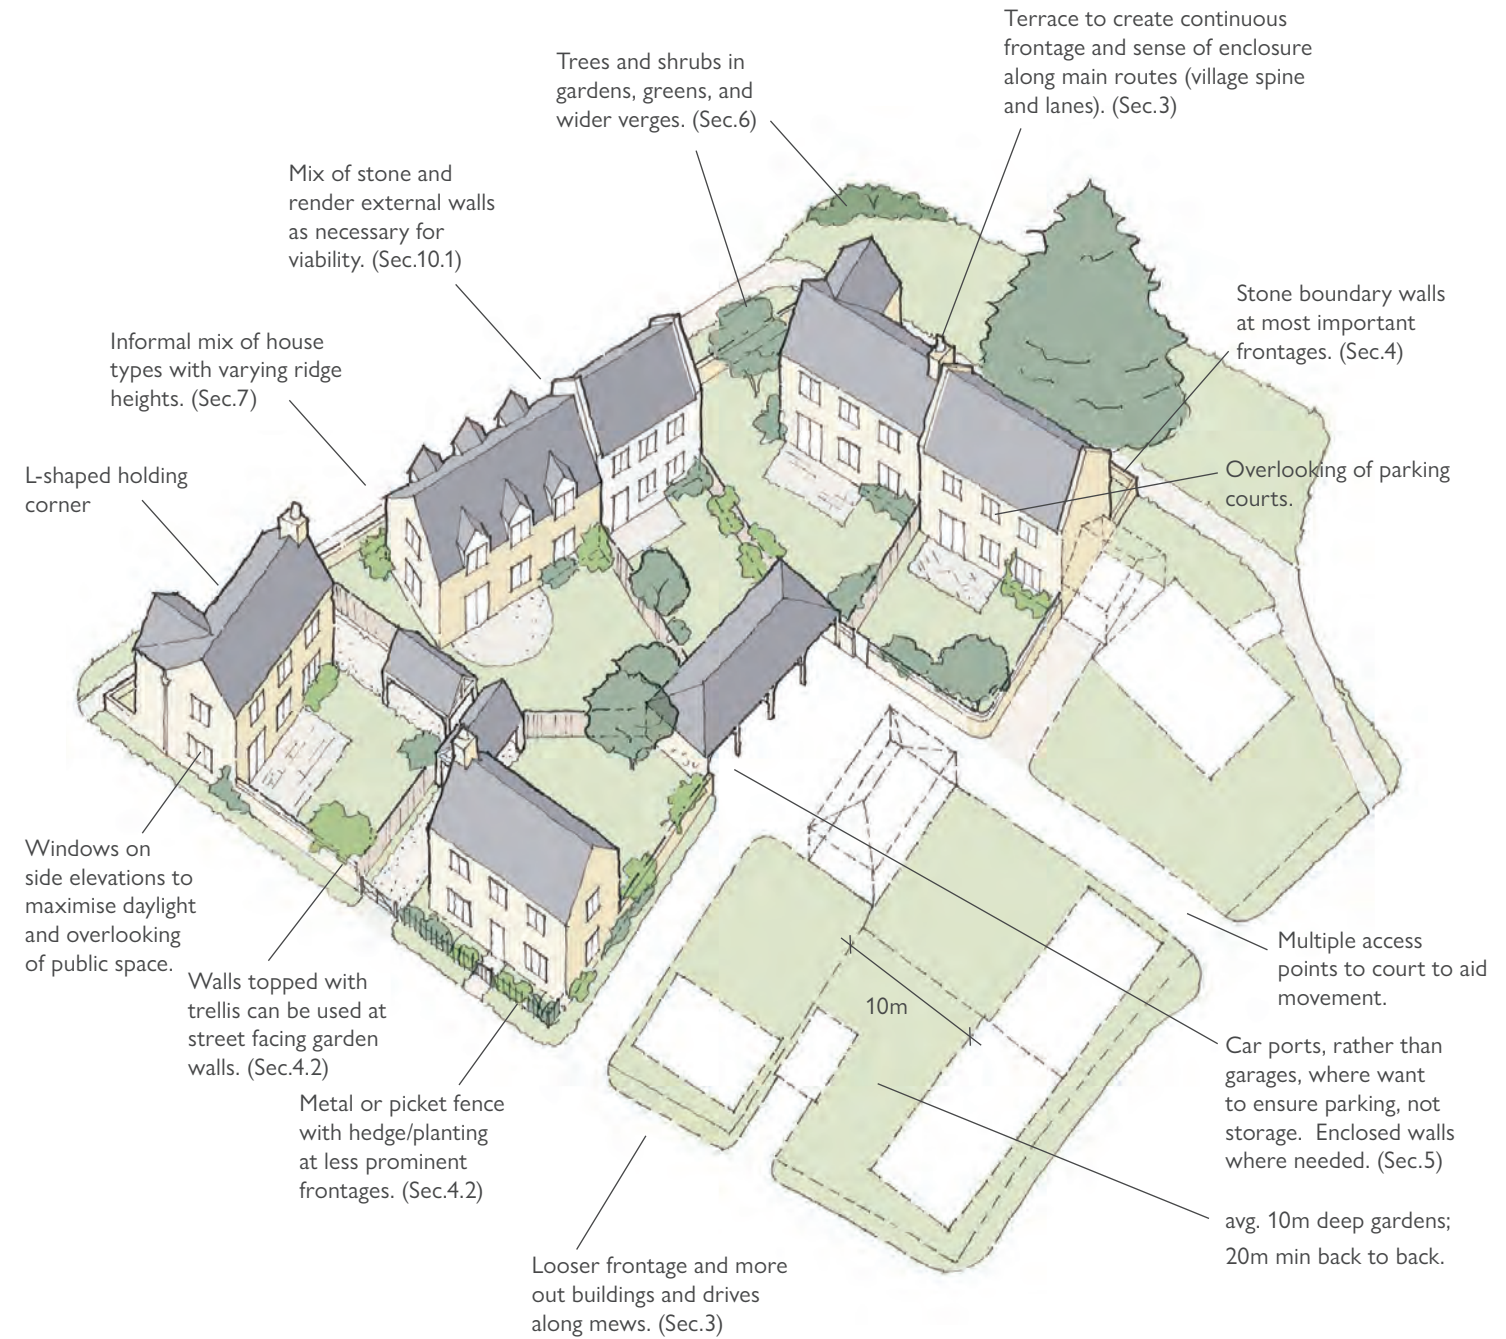 Terrace to create continuous
frontage and sense of enclosure
along main routes (village spine
and lanes). (Sec.3)
Trees and shrubs in
gardens, greens, and
wider verges. (Sec.6)
Mix of stone and
render external walls
as necessary for
viability. (Sec.10.1)
Stone boundary walls
at most important
frontages. (Sec.4)
Informal mix of house
types with varying ridge
heights. (Sec.7)
Overlooking of parking
courts.
L-shaped holding
corner
Windows on
side elevations to
maximise daylight
and overlooking
of public space.
Walls topped with
trellis can be used at
street facing garden
walls. (Sec.4.2)
Metal or picket fence
with hedge/planting
at less prominent
frontages. (Sec.4.2)
10m
Multiple access
points to court to aid
movement.
Car ports, rather than
garages, where want
to ensure parking, not
storage.  Enclosed walls
where needed. (Sec.5)
avg. 10m deep gardens;
20m min back to back.
Looser frontage and more
out buildings and drives
along mews. (Sec.3)